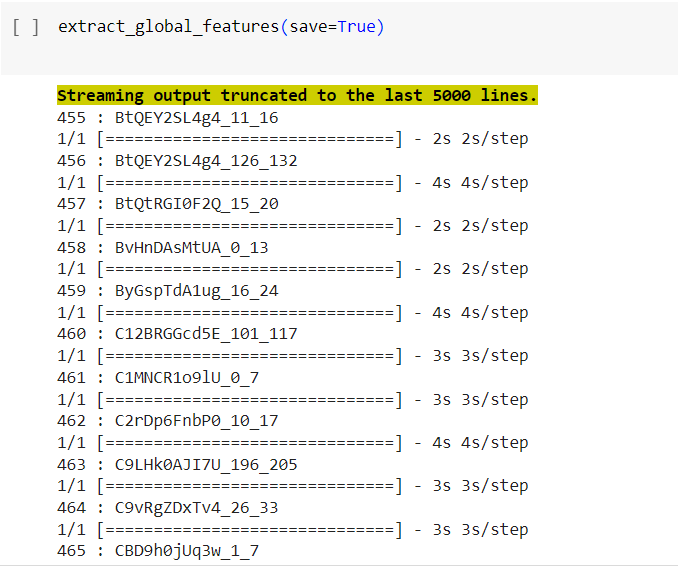 [ ] extract_global_features(save=True)
Streaming output truncated to the last 5000 lines.
455 : BtQEY2SL4g4_11_16
1/1 [==============================] - 2s 2s/step
456 : BtQEY2SL4g4_126_132
1/1 [==============================] - 4s 4s/step
457 : BtQtRGI0F2Q_15_20
1/1 [==============================] - 2s 2s/step
458 : BvHnDAsMtUA_0_13
1/1 [==============================] - 2s 2s/step
459 : ByGspTdA1ug_16_24
1/1 [==============================] - 4s 4s/step
460 : C12BRGGcd5E_101_117
1/1 [==============================] - 3s 3s/step
461 : C1MNCR1o9lU_0_7
1/1 [==============================] - 3s 3s/step
462 : C2rDp6FnbP0_10_17
1/1 [==============================] - 4s 4s/step
463 : C9LHk0AJI7U_196_205
1/1 [==============================] - 3s 3s/step
464 : C9vRgZDxTv4_26_33
1/1 [==============================] - 3s 3s/step
465 : CBD9h0jUq3w_1_7